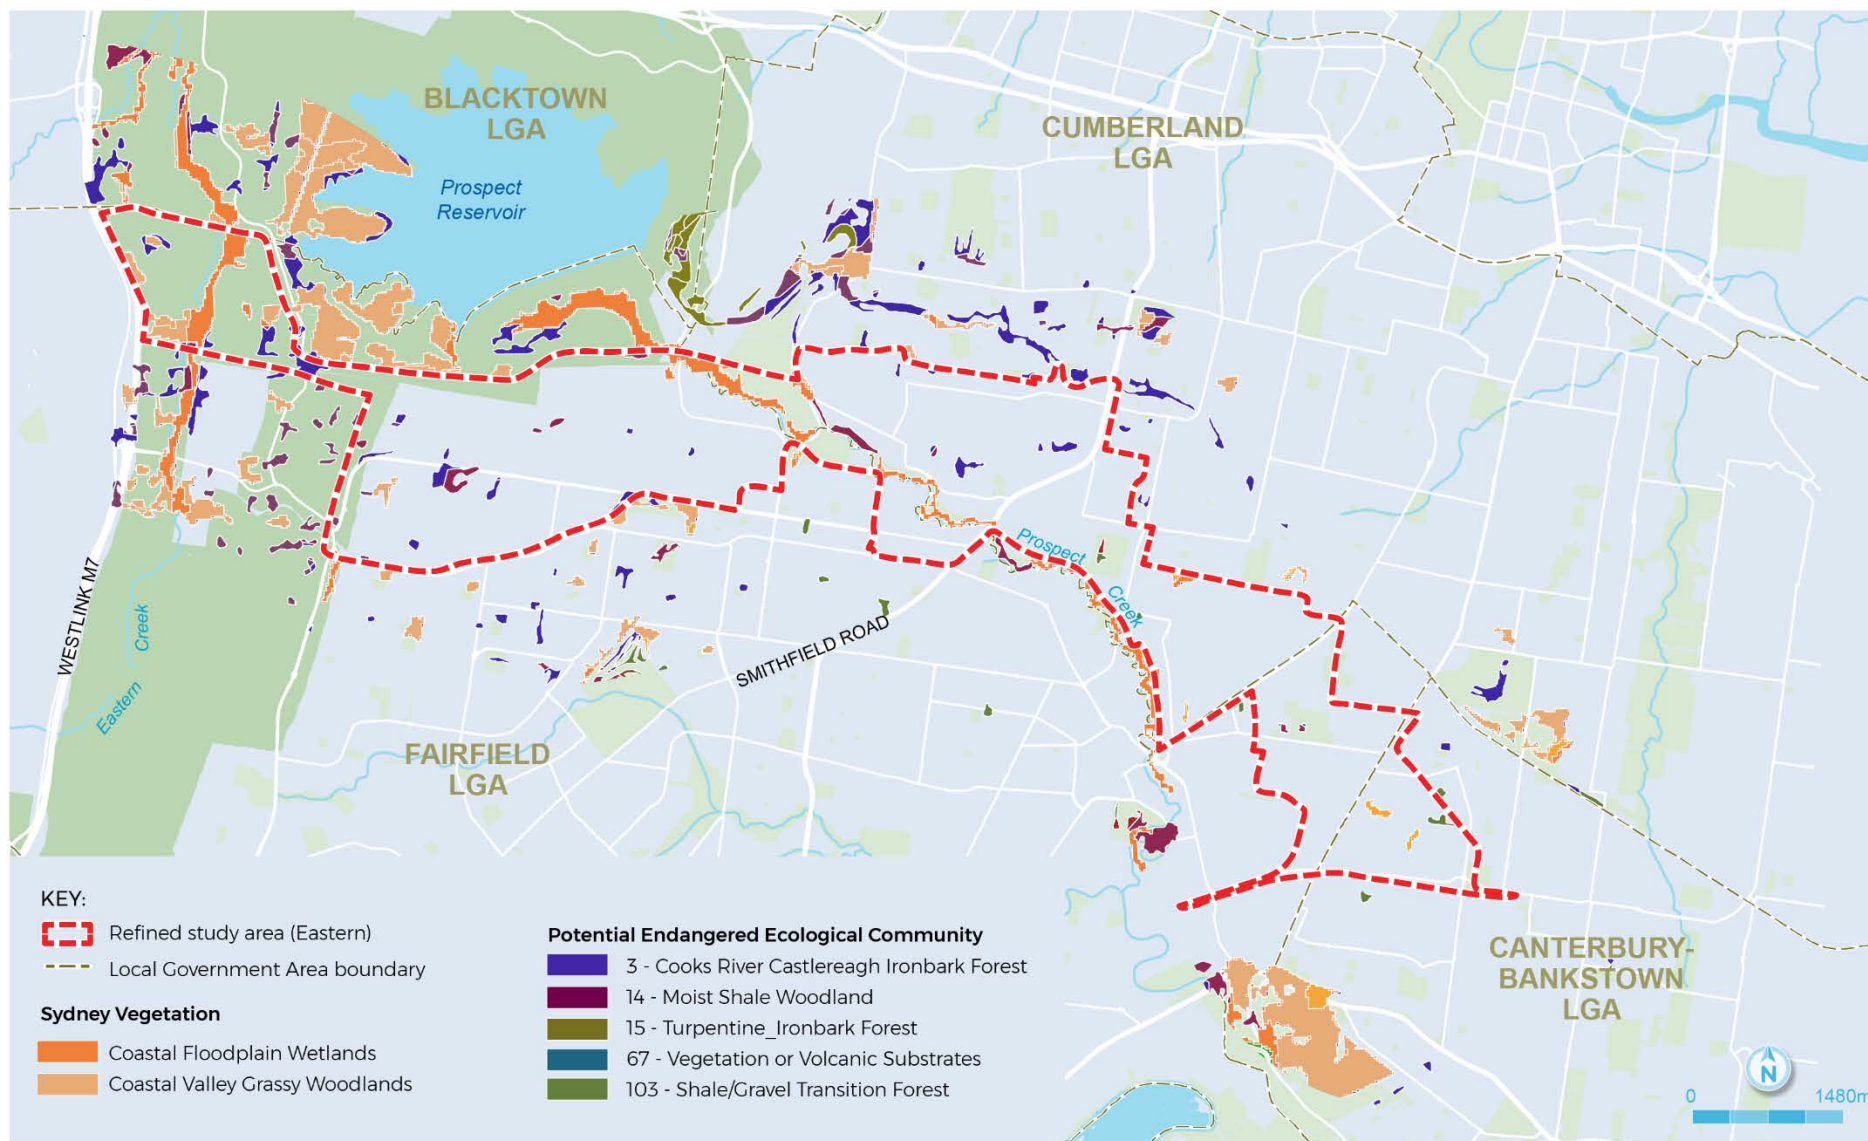 BLACKTOWN
LGA
CUMBERLAND
LGA
Prospect
Reservoir
WESTLINK M7
Eastern Creek
Prospect Creek
SMITHFIELD ROAD
FAIRFIELD
LGA
CANTERBURY-
BANKSTOWN
LGA
KEY:
Refined study area (Eastern)
Local Government Area boundary
Sydney Vegetation
Coastal Floodplain Wetlands
Coastal Valley Grassy Woodlands
Potential Endangered Ecological Community
3 - Cooks River Castlereagh Ironbark Forest
14 - Moist Shale Woodland
15 - Turpentine_Ironbark Forest
67 - Vegetation or Volcanic Substrates
103 - Shale/Gravel Transition Forest
N
0 1480m